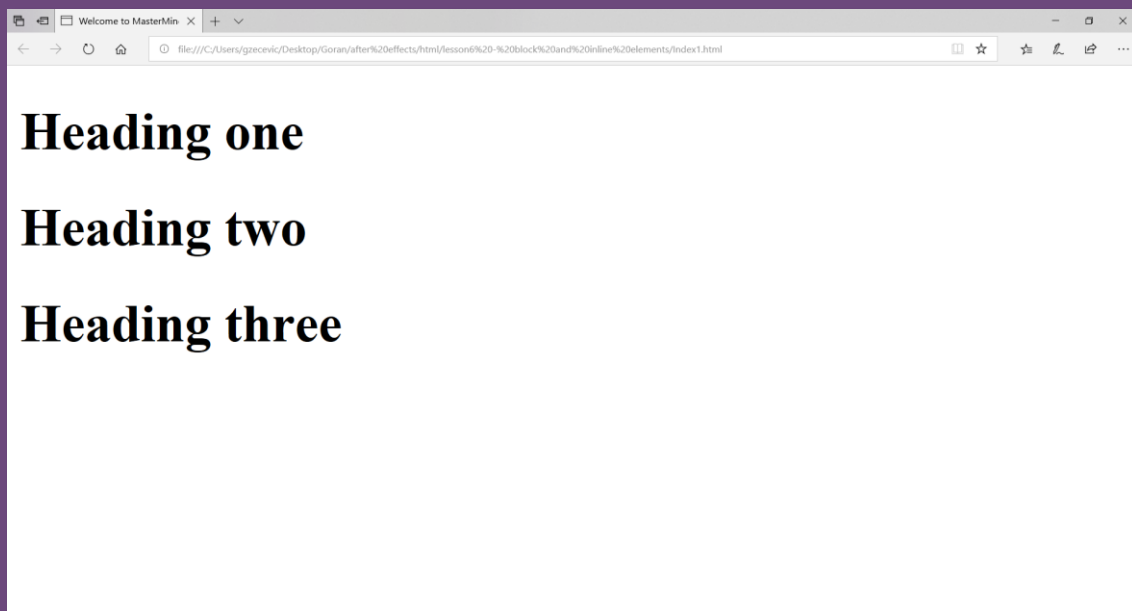 Welcome to MasterMin
file:///C:/Users/gzecevic/Desktop/Goran/after%20effects/html/lesson6%20-%20block%20and%20inline%20elements/Index1.html
Heading one
Heading two
Heading three